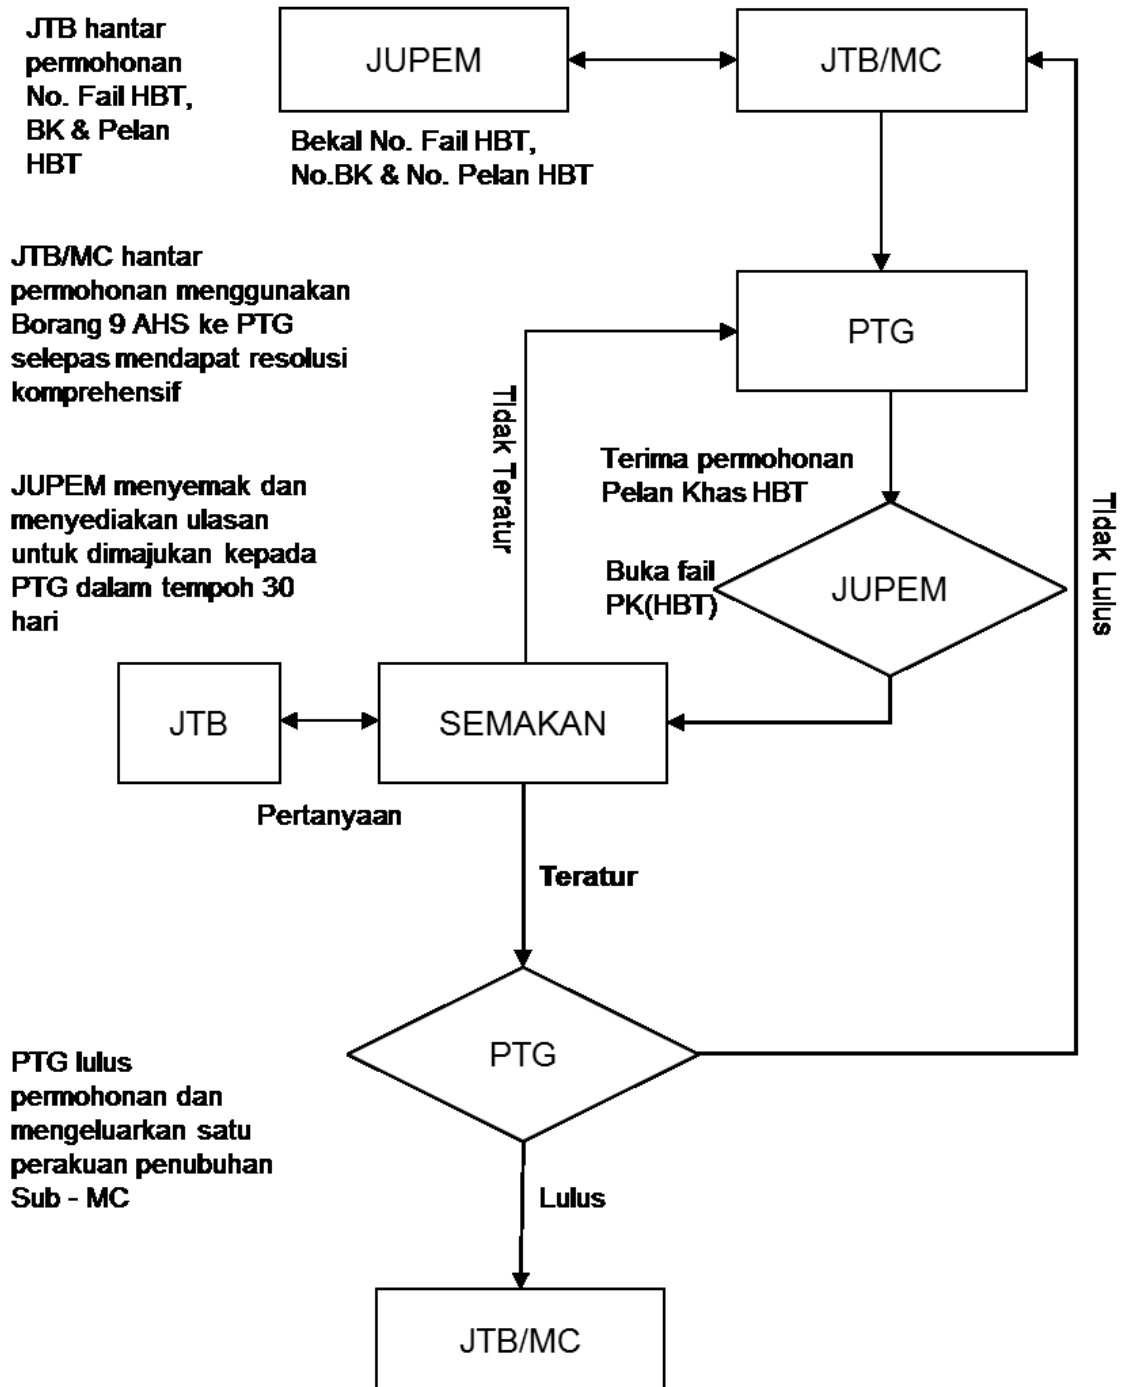 JTB hantar
permohonan
No. Fail HBT,
BK & Pelan
HBT
JUPEM
JTB/MC
Bekal No. Fail HBT,
No.BK & No. Pelan HBT
JTB/MC hantar
permohonan menggunakan
Borang 9 AHS ke PTG
selepas mendapat resolusi
komprehensif
PTG
Tidak Teratur
Terima permohonan
Pelan Khas HBT
Tidak Lulus
JUPEM menyemak dan
menyediakan ulasan
untuk dimajukan kepada
PTG dalam tempoh 30
hari
Buka fail
PK(HBT)
JUPEM
JTB
SEMAKAN
Pertanyaan
Teratur
PTG
PTG lulus
permohonan dan
mengeluarkan satu
perakuan penubuhan
Sub - MC
Lulus
JTB/MC